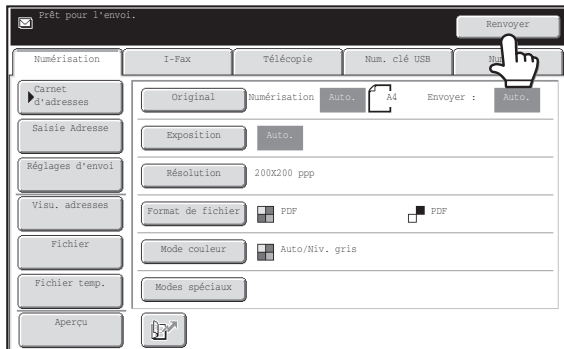 Prêt pour l'envoi.
Renvoyer
Numérisation
I-Fax
Télécopie
Num. clé USB
Carnet
d'adresses
Original
Numérisation
Auto.
A4
Envoyer :
Auto.
Saisie Adresse
Exposition
Auto.
Réglages d'envoi
Résolution
200X200 ppp
Visu. adresses
Format de fichier
PDF
PDF
Fichier
Mode couleur
Auto/Niv. gris
Fichier temp.
Modes spéciaux
Aperçu